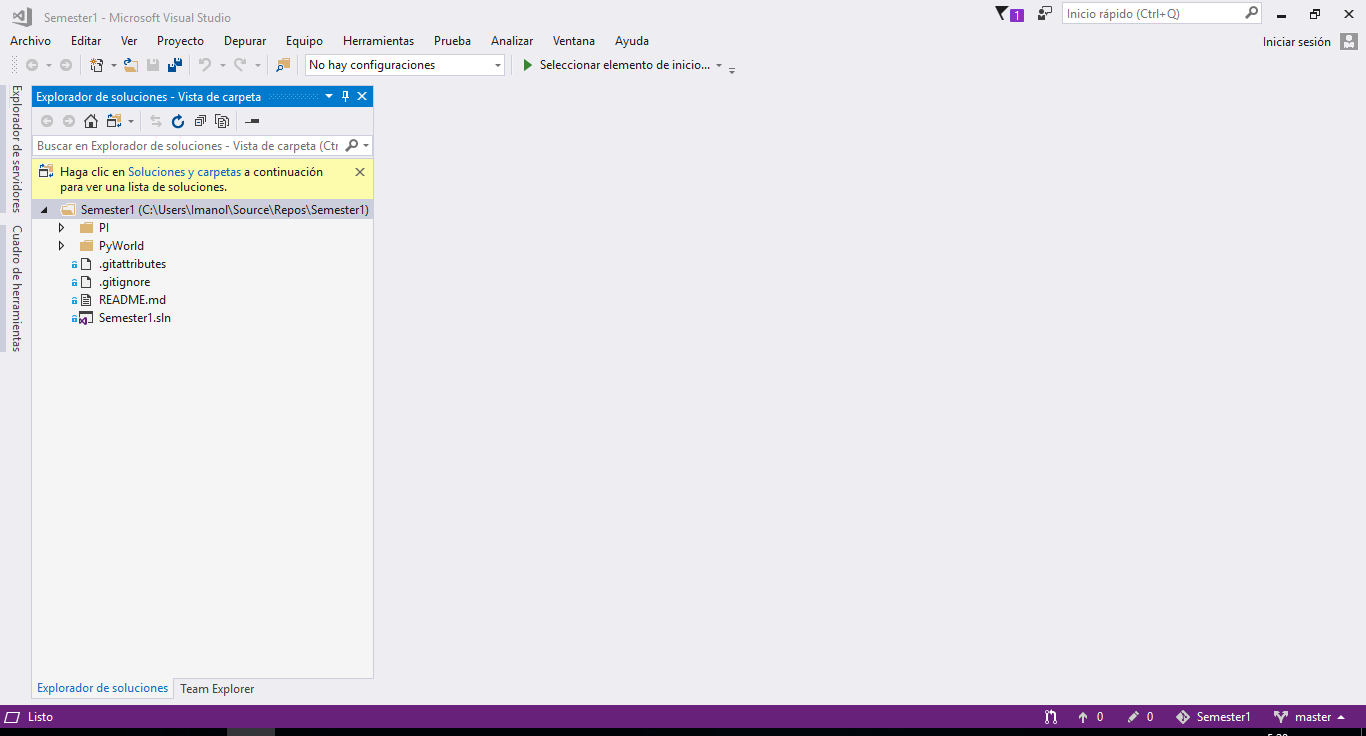 Semester1 - Microsoft Visual Studio
1
Inicio rápido (Ctrl+Q)
Archivo Editar Ver Proyecto Depurar Equipo Herramientas Prueba Analizar Ventana Ayuda
Iniciar sesión
No hay configuraciones
Seleccionar elemento de inicio...
Explorador de servidores
Cuadro de herramientas
Explorador de soluciones - Vista de carpeta
Buscar en Explorador de soluciones - Vista de carpeta (Ctr
Haga clic en Soluciones y carpetas a continuación
para ver una lista de soluciones.
Semester1 (C:\Users\Imanol\Source\Repos\Semester1)
PI
PyWorld
.gitattributes
.gitignore
README.md
Semester1.sln
Explorador de soluciones
Team Explorer
Listo
0
0
Semester1
master